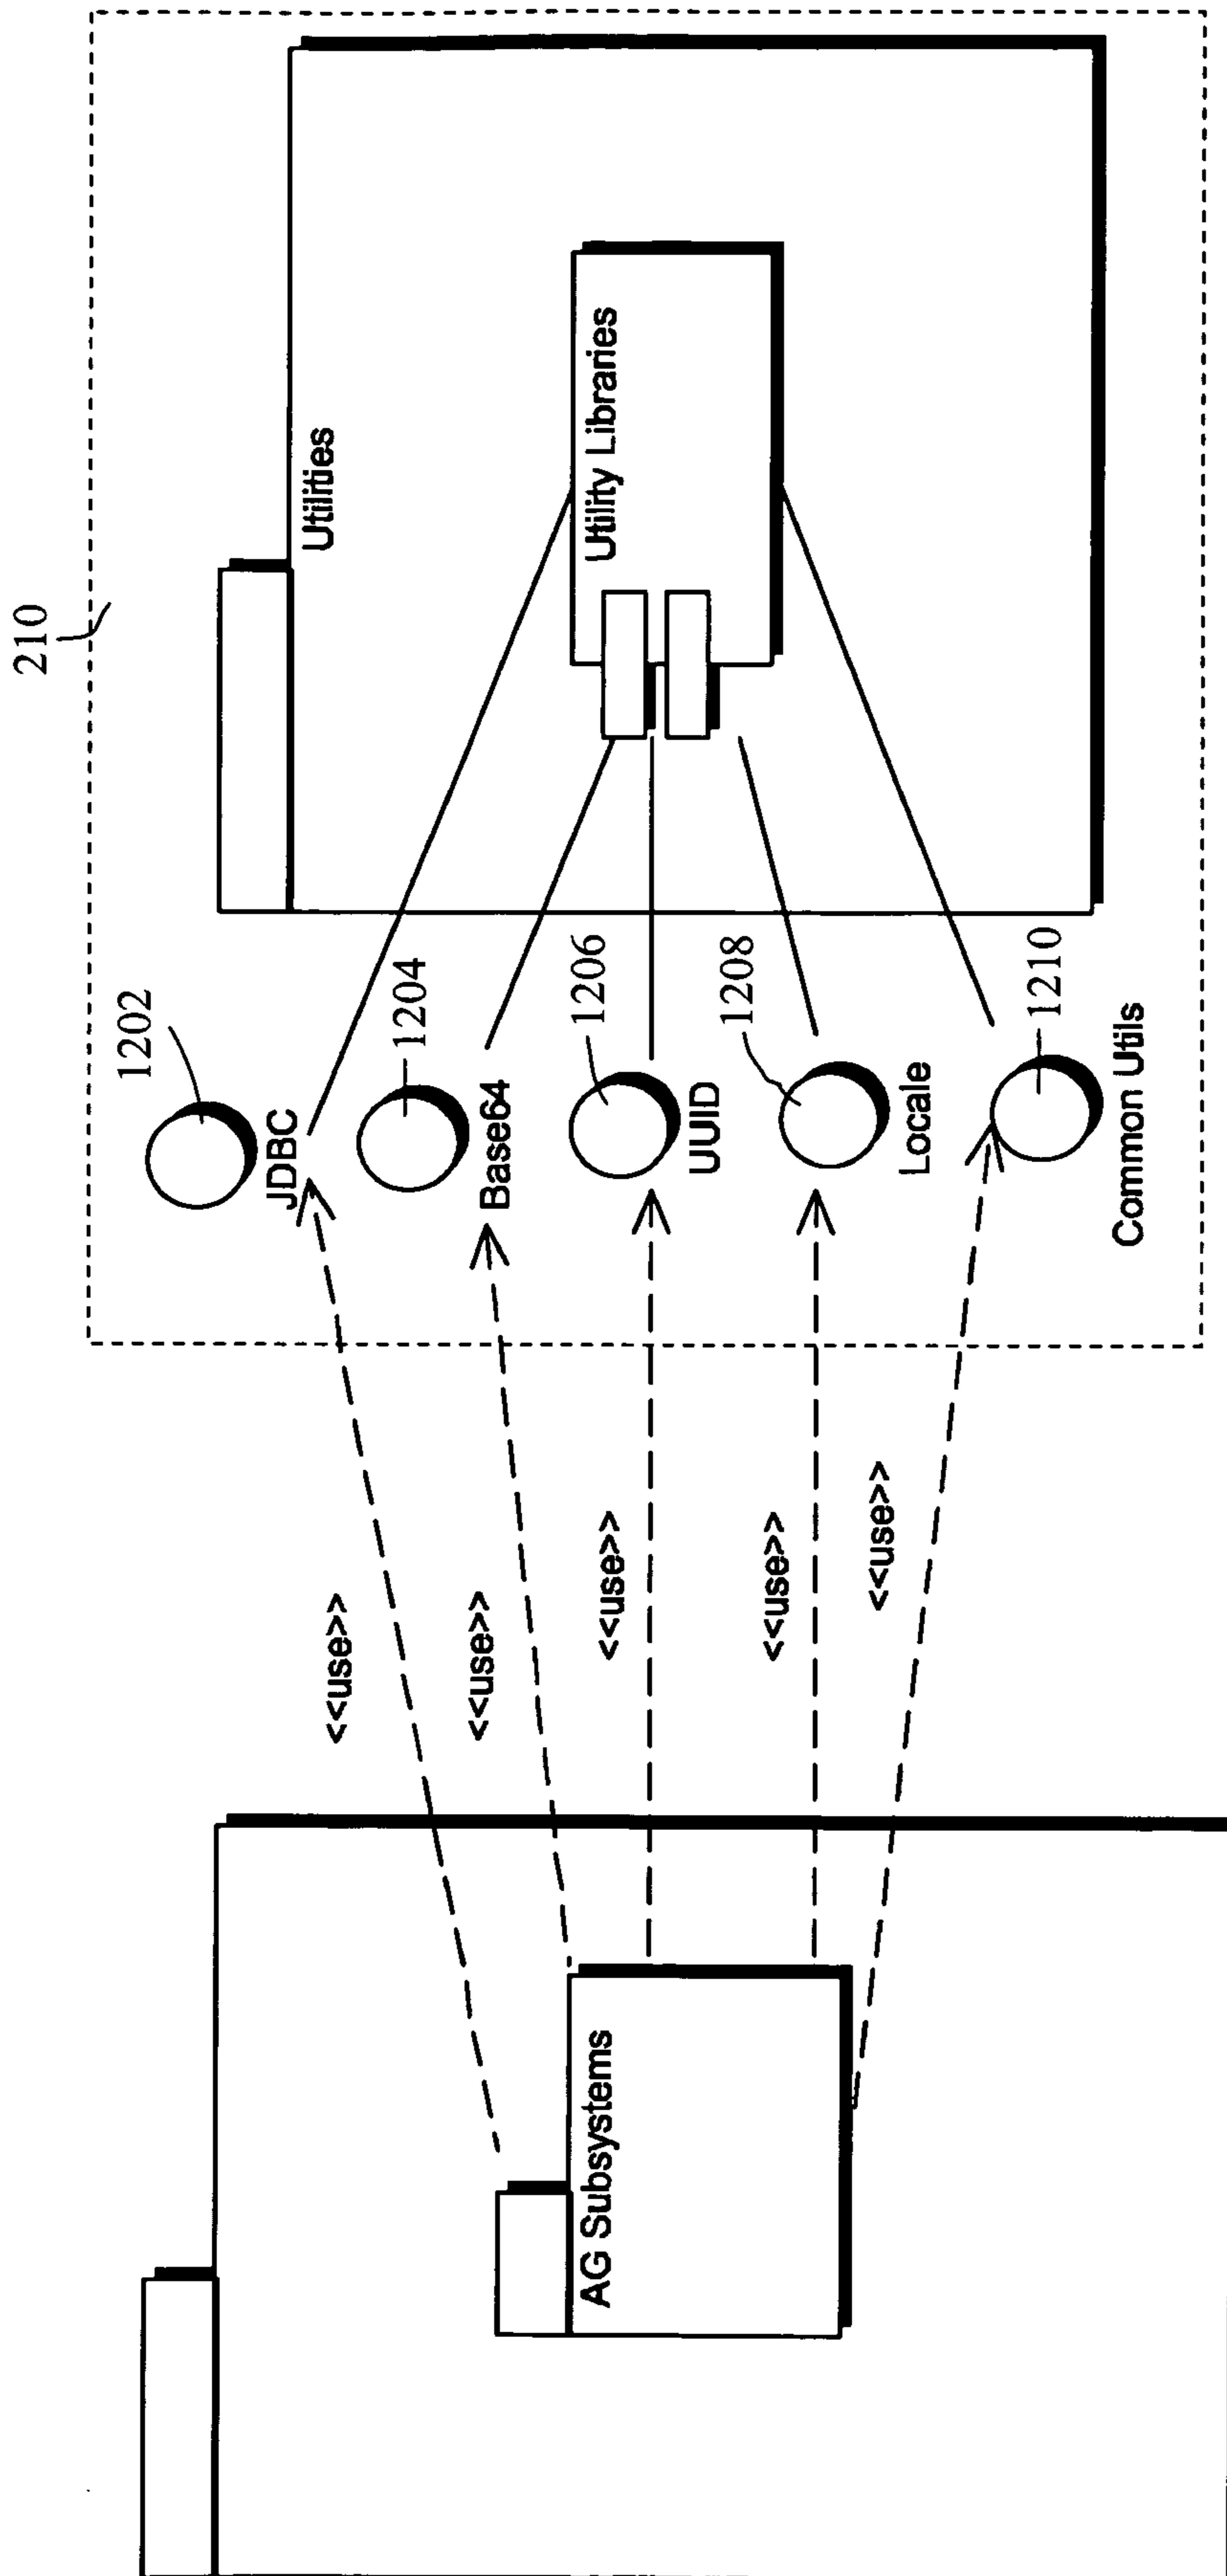 210
Utilities
Utility Libraries
1202
JDBC
1204
Base64
1206
UUID
1208
Locale
1210
Common Utils
<<use>>
<<use>>
<<use>>
<<use>>
<<use>>
AG Subsystems